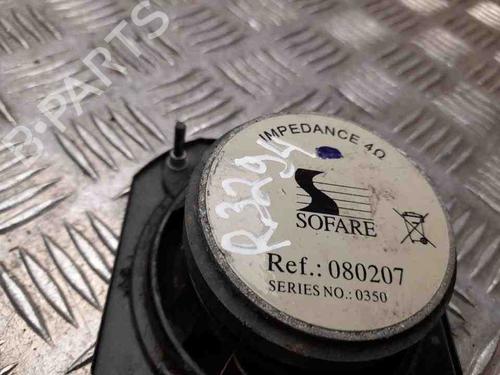 B-PARTS
IMPEDANCE 4Ω
R3294
SOFARE
Ref.: 080207
SERIES NO.: 0350